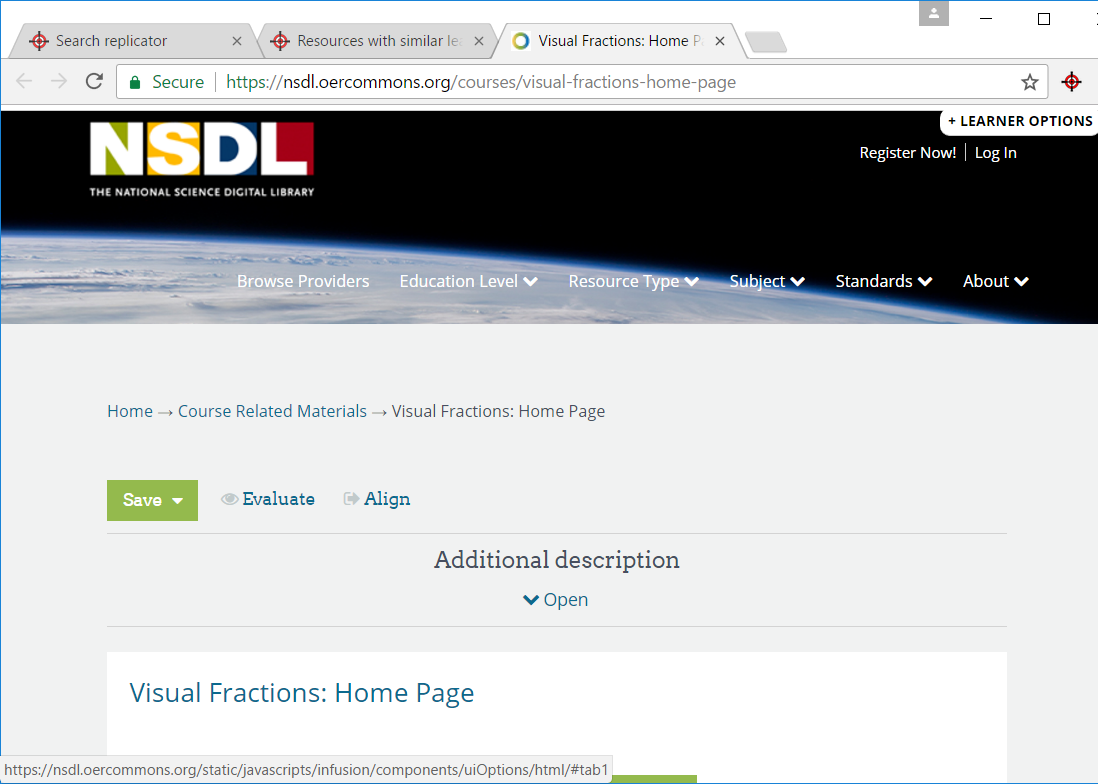 Search replicator
Resources with similar le
Visual Fractions: Home P
Secure
https://nsdl.oercommons.org/courses/visual-fractions-home-page
+ LEARNER OPTIONS
NSDL
THE NATIONAL SCIENCE DIGITAL LIBRARY
Register Now! Log In
Browse Providers Education Level Resource Type Subject Standards About
Home → Course Related Materials → Visual Fractions: Home Page
Save Evaluate Align
Additional description
Open
Visual Fractions: Home Page
https://nsdl.oercommons.org/static/javascripts/infusion/components/uiOptions/html/#tab1